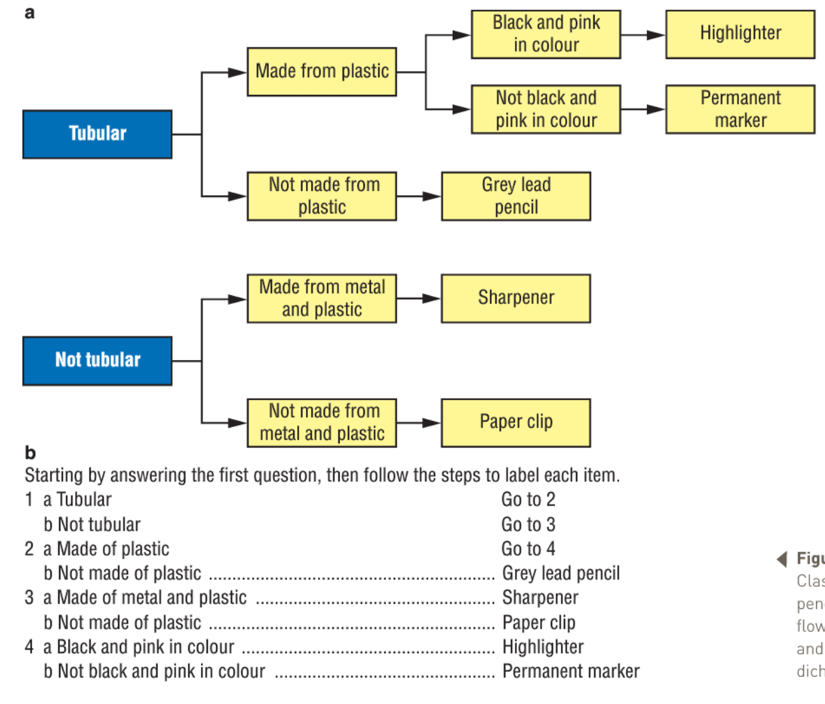 a
Black and pink
in colour
Highlighter
Made from plastic
Not black and
pink in colour
Permanent
marker
Tubular
Not made from
plastic
Grey lead
pencil
Made from metal
and plastic
Sharpener
Not tubular
Not made from
metal and plastic
Paper clip
b
Starting by answering the first question, then follow the steps to label each item.
1 a Tubular Go to 2
b Not tubular Go to 3
2 a Made of plastic Go to 4
b Not made of plastic ............................................................. Grey lead pencil
3 a Made of metal and plastic ................................................... Sharpener
b Not made of plastic ............................................................. Paper clip
4 a Black and pink in colour ...................................................... Highlighter
b Not black and pink in colour ............................................... Permanent marker
and